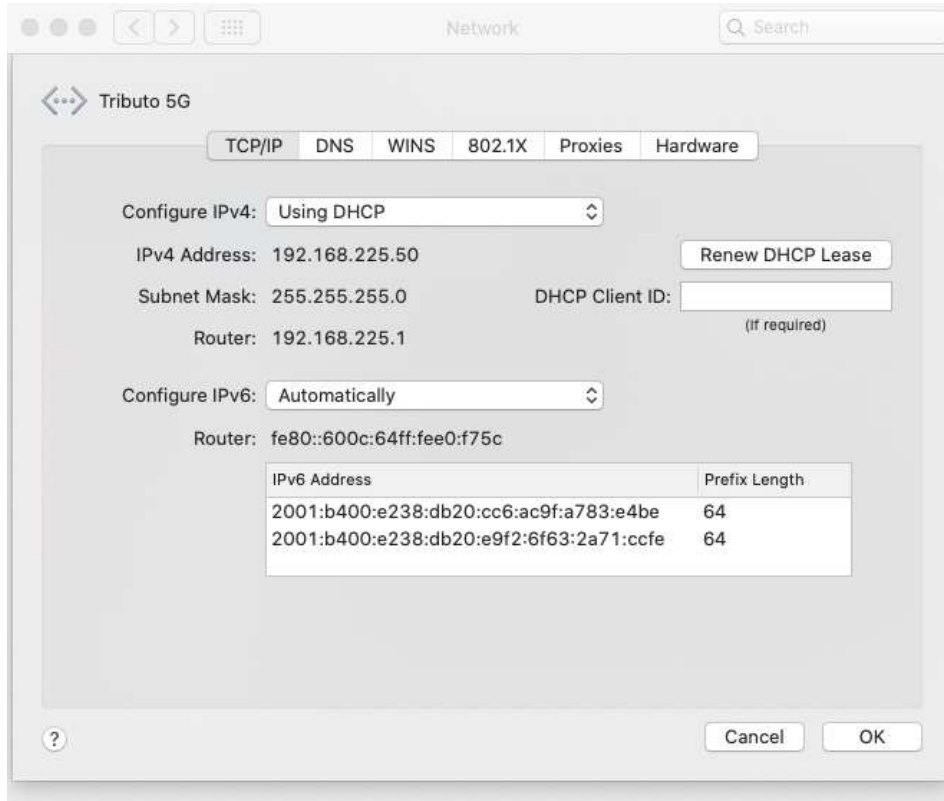 Network
Search
Tributo 5G
TCP/IP DNS WINS 802.1X Proxies Hardware
Configure IPv4: Using DHCP
IPv4 Address: 192.168.225.50 Renew DHCP Lease
Subnet Mask: 255.255.255.0 DHCP Client ID:
(If required)
Router: 192.168.225.1
Configure IPv6: Automatically
Router: fe80::600c:64ff:fee0:f75c
IPv6 Address Prefix Length
2001:b400:e238:db20:cc6:ac9f:a783:e4be 64
2001:b400:e238:db20:e9f2:6f63:2a71:ccfe 64
? Cancel OK